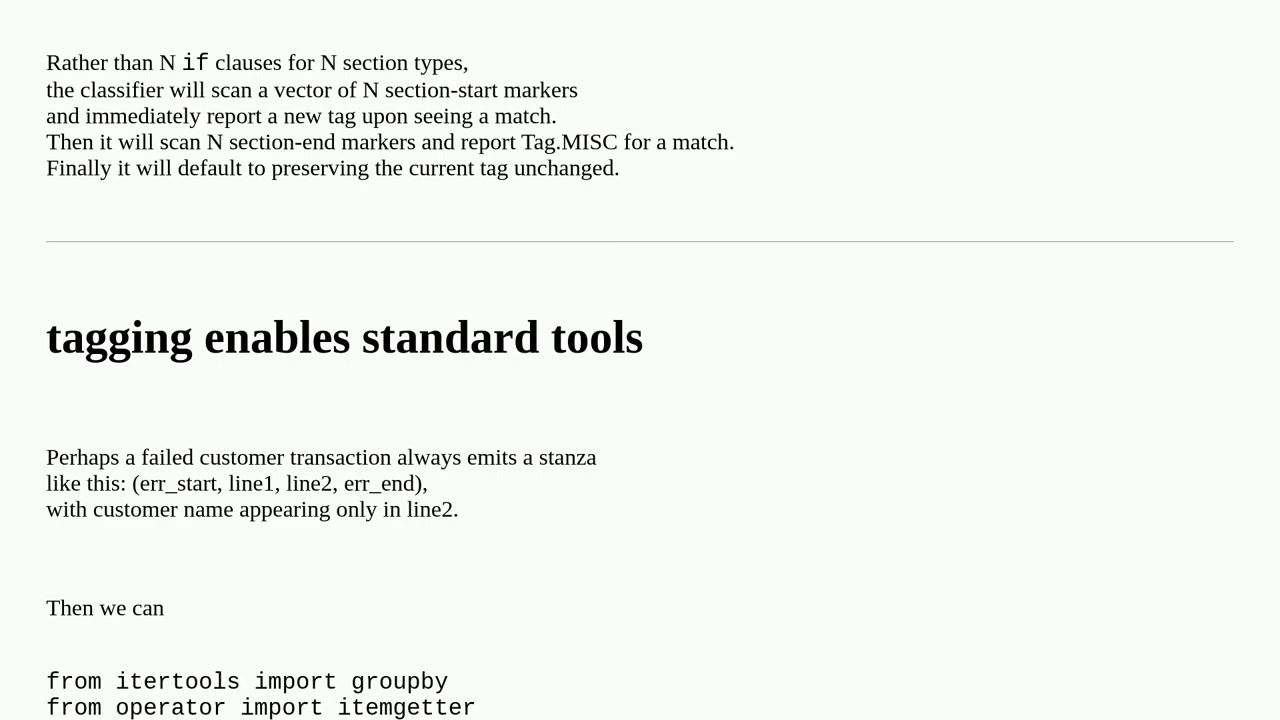 Rather than N if clauses for N section types,
the classifier will scan a vector of N section-start markers
and immediately report a new tag upon seeing a match.
Then it will scan N section-end markers and report Tag.MISC for a match.
Finally it will default to preserving the current tag unchanged.
tagging enables standard tools
Perhaps a failed customer transaction always emits a stanza
like this: (err_start, line1, line2, err_end),
with customer name appearing only in line2.
Then we can
from itertools import groupby
from operator import itemgetter